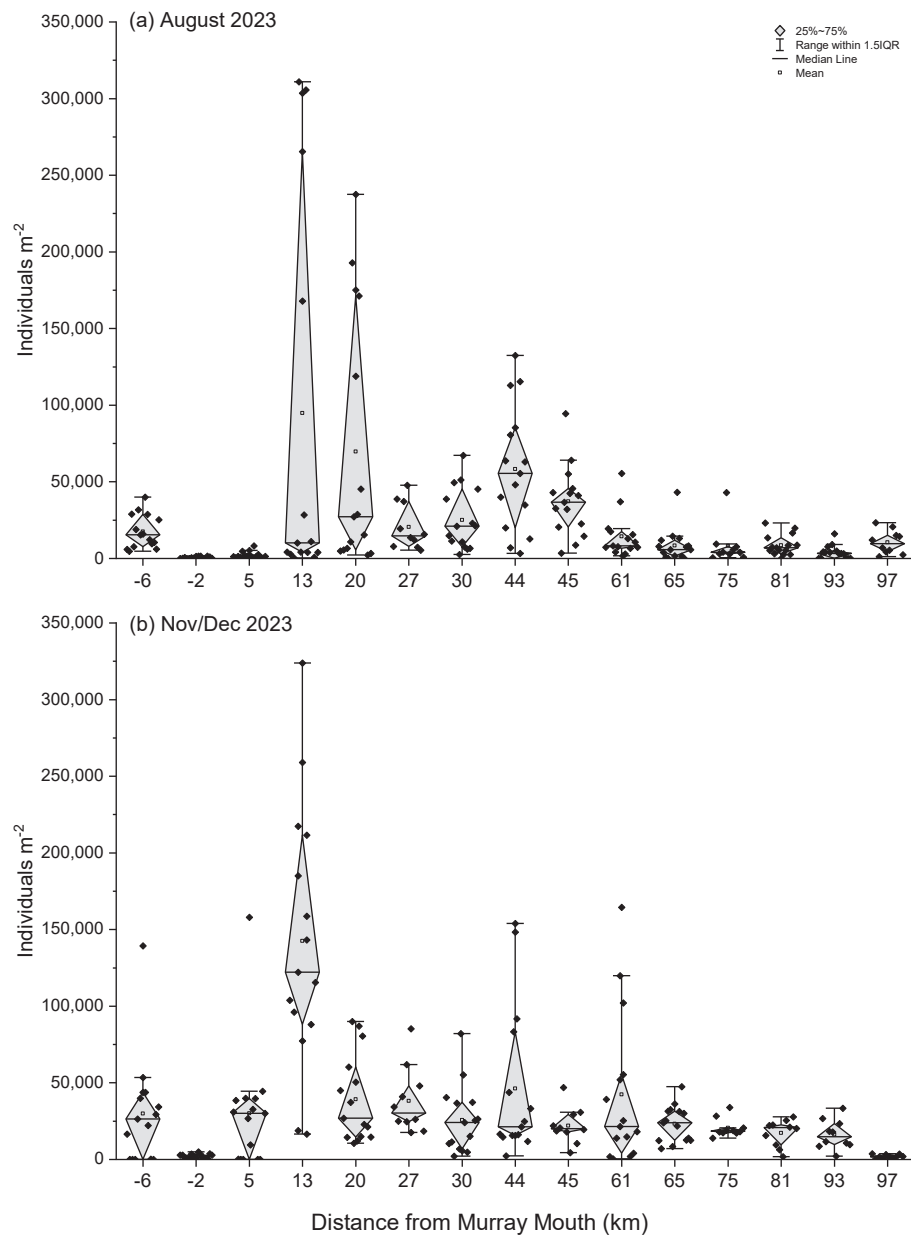 (a) August 2023
25%~75%
Range within 1.5IQR
Median Line
Mean
350,000
300,000
250,000
200,000
150,000
100,000
50,000
0
Individuals m⁻²
-6 -2 5 13 20 27 30 44 45 61 65 75 81 93 97
(b) Nov/Dec 2023
350,000
300,000
250,000
200,000
150,000
100,000
50,000
0
Individuals m⁻²
-6 -2 5 13 20 27 30 44 45 61 65 75 81 93 97
Distance from Murray Mouth (km)